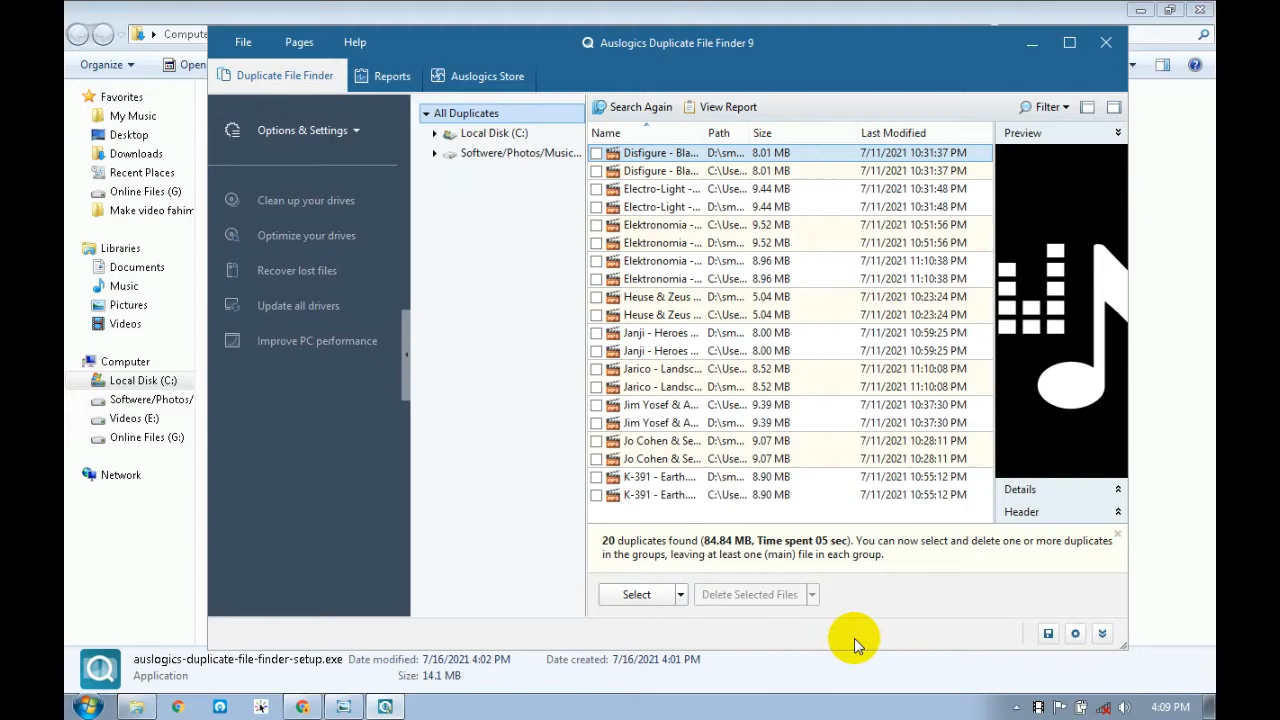 Compute
Organize
Open
Favorites
My Music
Desktop
Downloads
Recent Places
Online Files (G)
Make video fahim
Libraries
Documents
Music
Pictures
Videos
Computer
Local Disk (C:)
Softwere/Photos/
Videos (E:)
Online Files (G:)
Network
File Pages Help
Auslogics Duplicate File Finder 9
Duplicate File Finder Reports Auslogics Store
Options & Settings
Clean up your drives
Optimize your drives
Recover lost files
Update all drivers
Improve PC performance
All Duplicates
Local Disk (C:)
Softwere/Photos/Music...
Search Again View Report Filter
Name Path Size Last Modified Preview
Disfigure - Bla... D:\sm... 8.01 MB 7/11/2021 10:31:37 PM
Disfigure - Bla... C:\Use... 8.01 MB 7/11/2021 10:31:37 PM
Electro-Light -... D:\sm... 9.44 MB 7/11/2021 10:31:48 PM
Electro-Light -... C:\Use... 9.44 MB 7/11/2021 10:31:48 PM
Elektronomia -... D:\sm... 9.52 MB 7/11/2021 10:51:56 PM
Elektronomia -... C:\Use... 9.52 MB 7/11/2021 10:51:56 PM
Elektronomia -... D:\sm... 8.96 MB 7/11/2021 11:10:38 PM
Elektronomia -... C:\Use... 8.96 MB 7/11/2021 11:10:38 PM
Heuse & Zeus ... D:\sm... 5.04 MB 7/11/2021 10:23:24 PM
Heuse & Zeus ... C:\Use... 5.04 MB 7/11/2021 10:23:24 PM
Janji - Heroes ... D:\sm... 8.00 MB 7/11/2021 10:59:25 PM
Janji - Heroes ... C:\Use... 8.00 MB 7/11/2021 10:59:25 PM
Jarico - Landsc... D:\sm... 8.52 MB 7/11/2021 11:10:08 PM
Jarico - Landsc... C:\Use... 8.52 MB 7/11/2021 11:10:08 PM
Jim Yosef & A... D:\sm... 9.39 MB 7/11/2021 10:37:30 PM
Jim Yosef & A... C:\Use... 9.39 MB 7/11/2021 10:37:30 PM
Jo Cohen & Se... D:\sm... 9.07 MB 7/11/2021 10:28:11 PM
Jo Cohen & Se... C:\Use... 9.07 MB 7/11/2021 10:28:11 PM
K-391 - Earth.... D:\sm... 8.90 MB 7/11/2021 10:55:12 PM
K-391 - Earth.... C:\Use... 8.90 MB 7/11/2021 10:55:12 PM
Details
Header
20 duplicates found (84.84 MB, Time spent 05 sec). You can now select and delete one or more duplicates
in the groups, leaving at least one (main) file in each group.
Select Delete Selected Files
auslogics-duplicate-file-finder-setup.exe Date modified: 7/16/2021 4:02 PM Date created: 7/16/2021 4:01 PM
Application Size: 14.1 MB
4:09 PM